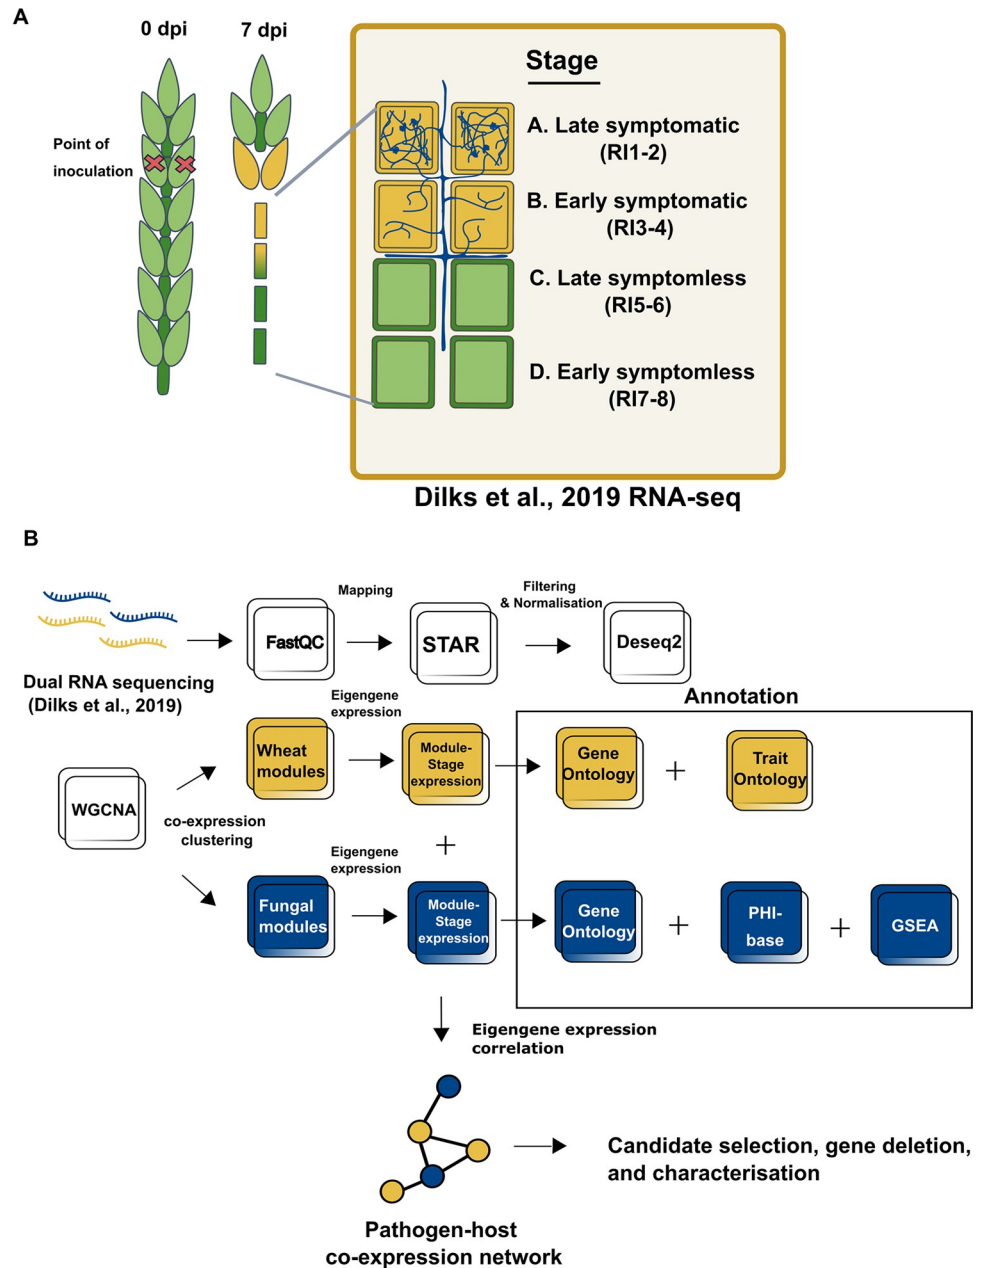 A
0 dpi
7 dpi
Point of
inoculation
Stage
A. Late symptomatic
(RI1-2)
B. Early symptomatic
(RI3-4)
C. Late symptomless
(RI5-6)
D. Early symptomless
(RI7-8)
Dilks et al., 2019 RNA-seq
B
Dual RNA sequencing
(Dilks et al., 2019)
FastQC
Mapping
STAR
Filtering
& Normalisation
Deseq2
WGCNA
co-expression
clustering
Wheat
modules
Eigengene
expression
Module-
Stage
expression
Annotation
Gene
Ontology
+
Trait
Ontology
+
Fungal
modules
Eigengene
expression
Module-
Stage
expression
Gene
Ontology
+
PHI-
base
+
GSEA
Eigengene expression
correlation
Pathogen-host
co-expression network
Candidate selection, gene deletion,
and characterisation